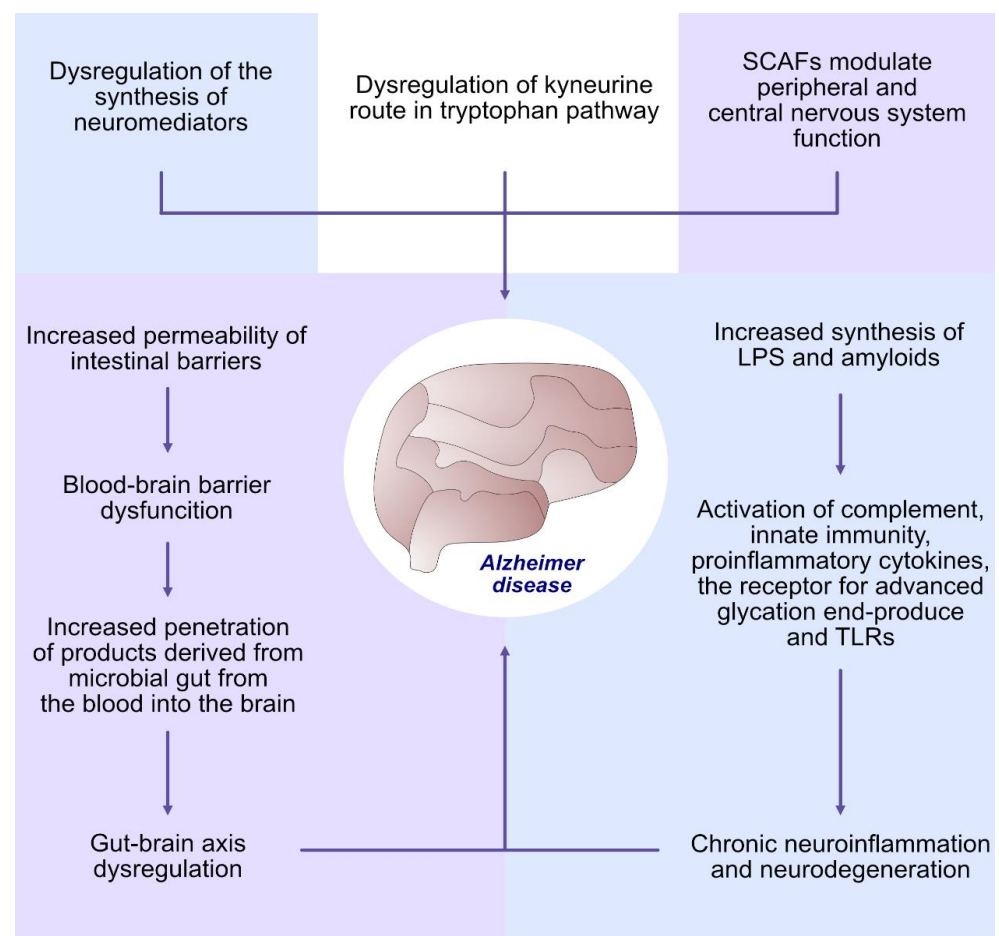 Dysregulation of the
synthesis of
neuromediators
Dysregulation of kyneurine
route in tryptophan pathway
SCAFs modulate
peripheral and
central nervous system
function
Increased permeability of
intestinal barriers
Blood-brain barrier
dysfuncition
Increased penetration
of products derived from
microbial gut from
the blood into the brain
Gut-brain axis
dysregulation
Alzheimer
disease
Increased synthesis of
LPS and amyloids
Activation of complement,
innate immunity,
proinflammatory cytokines,
the receptor for advanced
glycation end-produce
and TLRs
Chronic neuroinflammation
and neurodegeneration